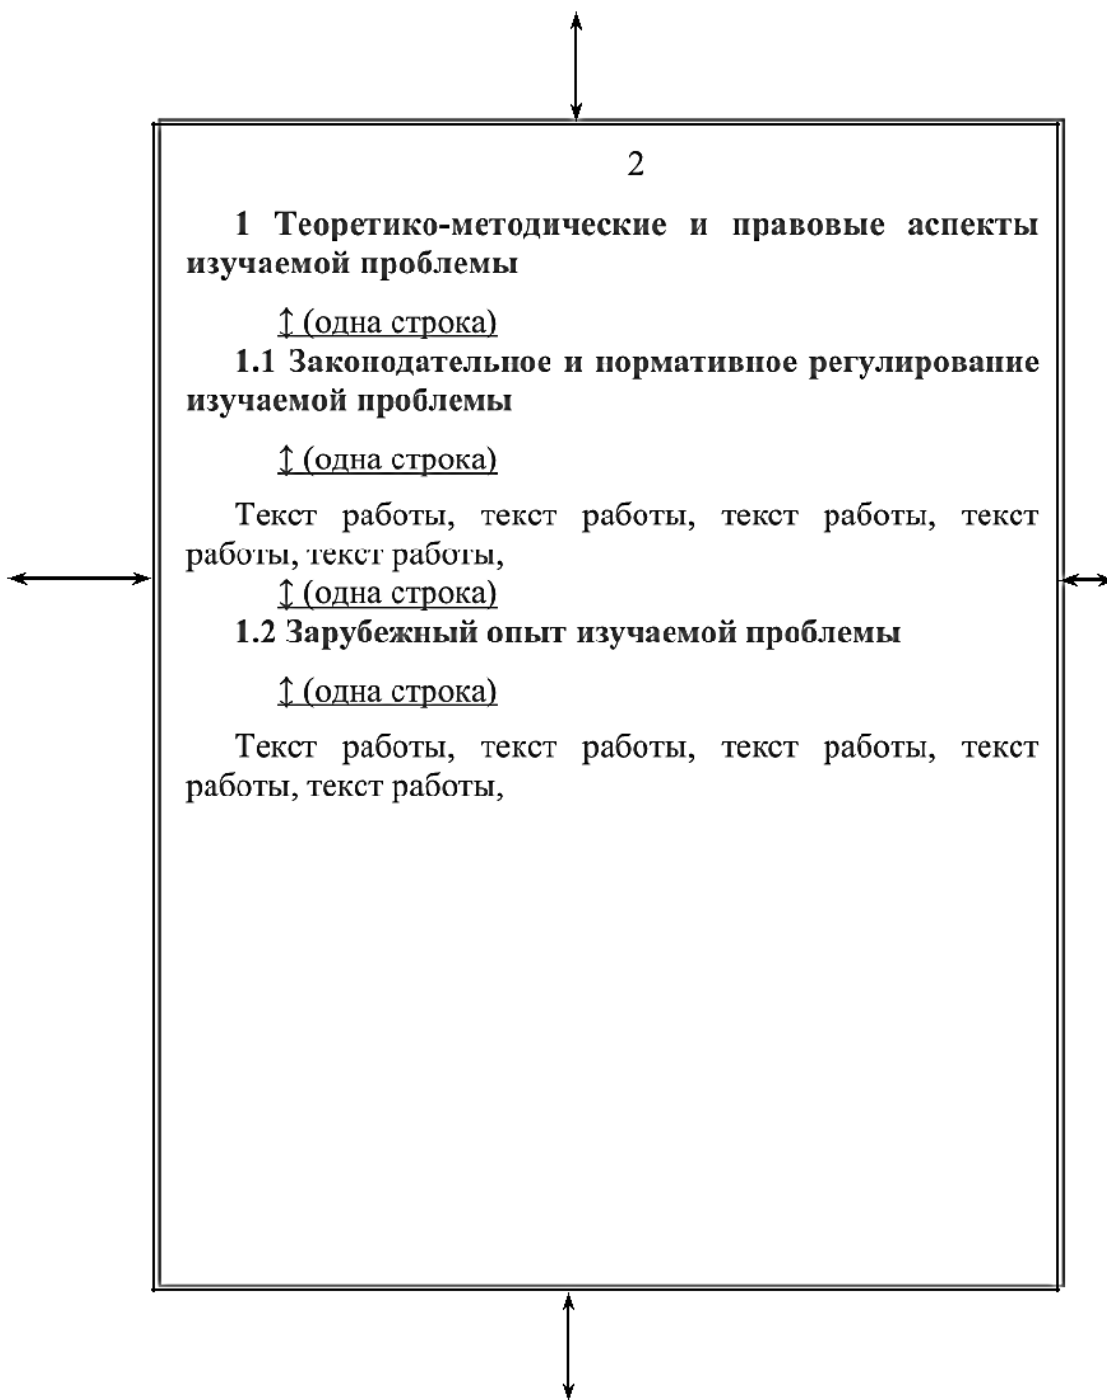 2
1 Теоретико-методические и правовые аспекты
изучаемой проблемы
↕ (одна строка)
1.1 Законодательное и нормативное регулирование
изучаемой проблемы
↕ (одна строка)
Текст работы, текст работы, текст работы, текст
работы, текст работы,
↕ (одна строка)
1.2 Зарубежный опыт изучаемой проблемы
↕ (одна строка)
Текст работы, текст работы, текст работы, текст
работы, текст работы,